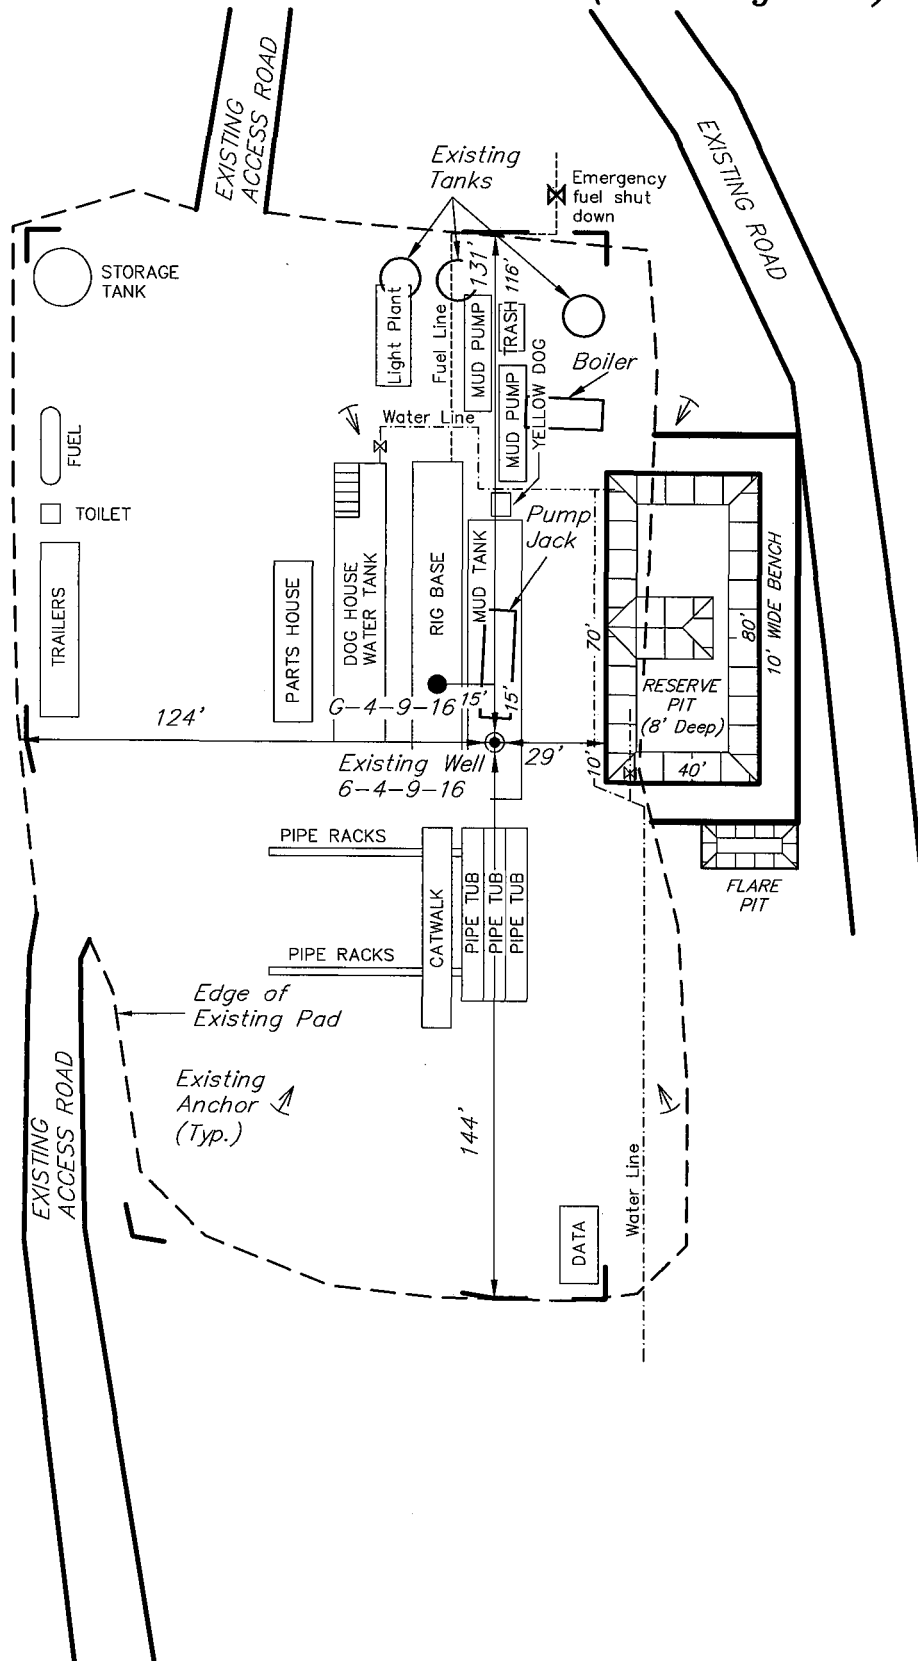 EXISTING
ACCESS ROAD
EXISTING ROAD
Existing
Tanks
Emergency
fuel shut
down
STORAGE
TANK
Light Plant
Fuel Line
MUD PUMP
131'
116'
TRASH
MUD PUMP
YELLOW DOG
Boiler
Water Line
FUEL
TOILET
TRAILERS
PARTS HOUSE
DOG HOUSE
WATER TANK
RIG BASE
MUD TANK
Pump
Jack
70'
80'
10' WIDE BENCH
RESERVE
PIT
(8' Deep)
G-4-9-16
15'
15'
124'
29'
10'
40'
Existing Well
6-4-9-16
PIPE RACKS
CATWALK
PIPE TUB
PIPE TUB
PIPE TUB
FLARE
PIT
PIPE RACKS
Edge of
Existing Pad
Existing
Anchor
(Typ.)
144'
EXISTING
ACCESS ROAD
Water Line
DATA